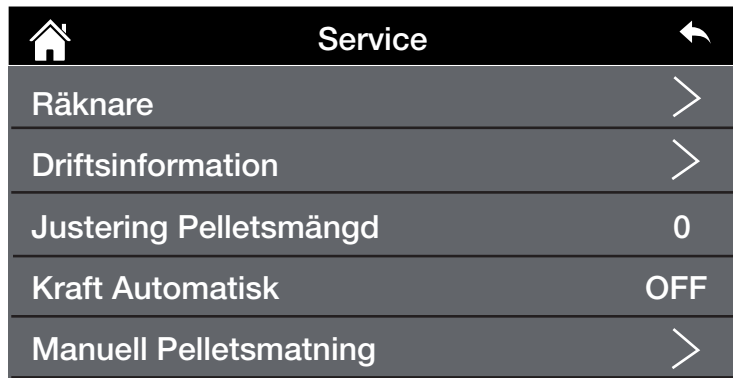 Service
Räknare
Driftsinformation
Justering Pelletsmängd 0
Kraft Automatisk OFF
Manuell Pelletsmatning